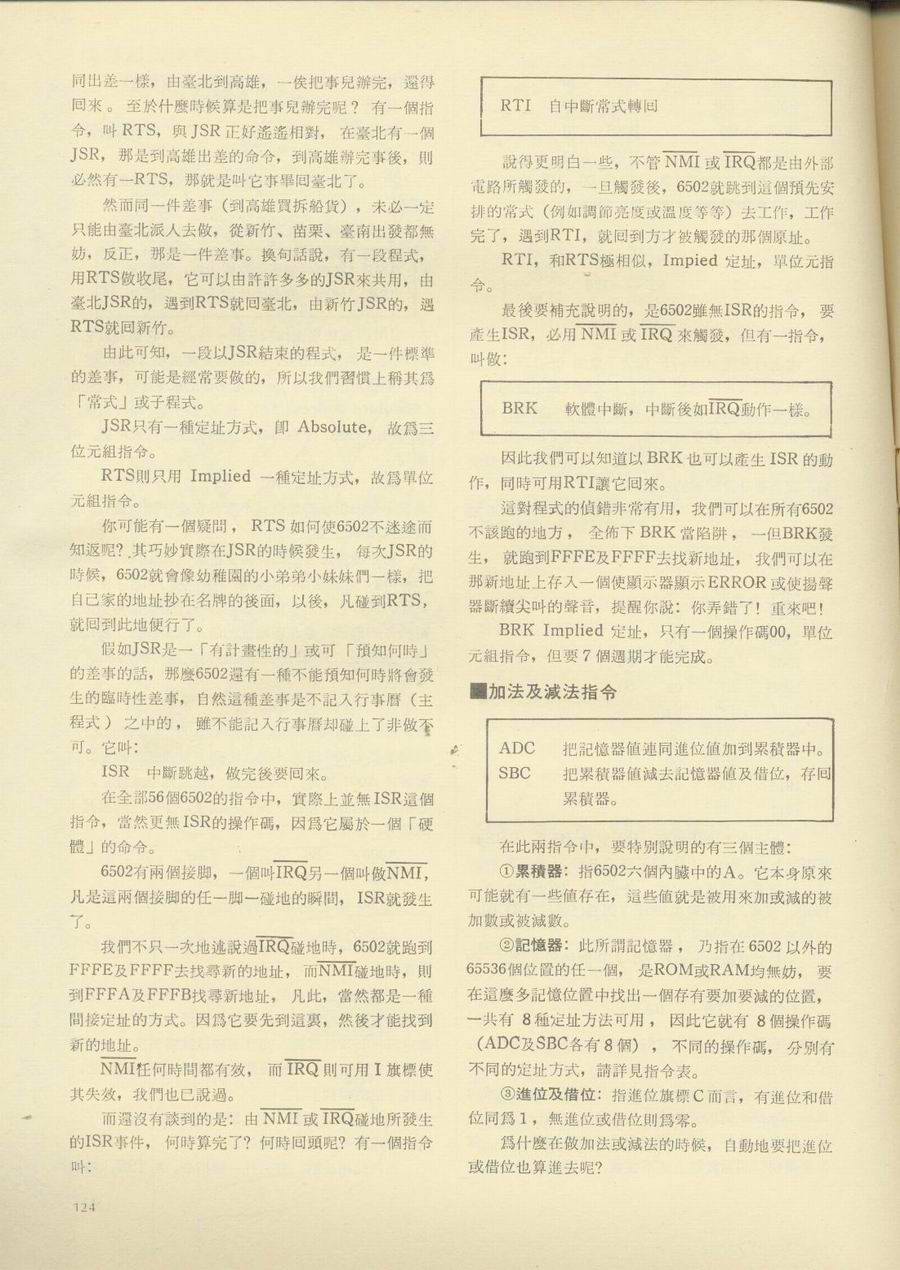 同出差一樣，由臺北到高雄，一俟把事兒辦完，還得
回來。至於什麼時候算是把事兒辦完呢？有一個指
令，叫 RTS，與 JSR 正好遙遙相對，在臺北有一個
JSR，那是到高雄出差的命令，到高雄辦完事後，則
必然有一RTS，那就是叫它事畢回臺北了。
然而同一件差事（到高雄買拆船貨），未必一定
只能由臺北派人去做，從新竹、苗栗、臺南出發都無
妨，反正，那是一件差事。換句話說，有一段程式，
用RTS做收尾，它可以由許許多多的JSR來共用，由
臺北JSR的，遇到RTS就回臺北，由新竹JSR的，遇
RTS就回新竹。
由此可知，一段以JSR結束的程式，是一件標準
的差事，可能是經常要做的，所以我們習慣上稱其爲
「常式」或子程式。
JSR只有一種定址方式，卽 Absolute，故爲三
位元組指令。
RTS則只用 Implied 一種定址方式，故爲單位
元組指令。
你可能有一個疑問，RTS 如何使6502不迷途而
知返呢？其巧妙實際在JSR的時候發生，每次JSR的
時候，6502就會像幼稚園的小弟弟小妹妹們一樣，把
自己家的地址抄在名牌的後面，以後，凡碰到RTS，
就回到此地便行了。
假如JSR是一「有計畫性的」或可「預知何時」
的差事的話，那麼6502還有一種不能預知何時將會發
生的臨時性差事，自然這種差事是不記入行事曆（主
程式）之中的，雖不能記入行事曆却碰上了非做不
可。它叫：
ISR　中斷跳越，做完後要回來。
在全部56個6502的指令中，實際上並無ISR這個
指令，當然更無ISR的操作碼，因爲它屬於一個「硬
體」的命令。
6502有兩個接脚，一個叫I̅R̅Q̅另一個叫做N̅M̅I̅，
凡是這兩個接脚的任一脚一碰地的瞬間，ISR就發生
了。
我們不只一次地述說過I̅R̅Q̅碰地時，6502就跑到
FFFE及FFFF去找尋新的地址，而N̅M̅I̅碰地時，則
到FFFA及FFFB找尋新地址，凡此，當然都是一種
間接定址的方式。因爲它要先到這裏，然後才能找到
新的地址。
N̅M̅I̅任何時間都有效，而 I̅R̅Q̅ 則可用 I 旗標使
其失效，我們也已說過。
而還沒有談到的是：由 N̅M̅I̅ 或 I̅R̅Q̅碰地所發生
的ISR事件，何時算完了？何時回頭呢？有一個指令
叫：
124
RTI　自中斷常式轉回
說得更明白一些，不管 N̅M̅I̅ 或 I̅R̅Q̅都是由外部
電路所觸發的，一旦觸發後，6502就跳到這個預先安
排的常式（例如調節亮度或溫度等等）去工作，工作
完了，遇到RTI，就回到方才被觸發的那個原址。
RTI，和RTS極相似，Impied 定址，單位元指
令。
最後要補充說明的，是6502雖無ISR的指令，要
產生ISR，必用 N̅M̅I̅ 或 I̅R̅Q̅ 來觸發，但有一指令，
叫做：
BRK　軟體中斷，中斷後如I̅R̅Q̅動作一樣。
因此我們可以知道以 BRK 也可以產生 ISR 的動
作，同時可用RTI讓它回來。
這對程式的偵錯非常有用，我們可以在所有6502
不該跑的地方，全佈下 BRK 當陷阱，一但BRK發
生，就跑到FFFE及FFFF去找新地址，我們可以在
那新地址上存入一個使顯示器顯示 ERROR 或使揚聲
器斷續尖叫的聲音，提醒你說：你弄錯了！重來吧！
BRK Implied 定址，只有一個操作碼00，單位
元組指令，但要 7 個週期才能完成。
■加法及減法指令
ADC　把記憶器値連同進位値加到累積器中。
SBC　把累積器値減去記憶器値及借位，存回
累積器。
在此兩指令中，要特別說明的有三個主體：
①累積器：指6502六個內臟中的A。它本身原來
可能就有一些値存在，這些値就是被用來加或減的被
加數或被減數。
②記憶器：此所謂記憶器，乃指在 6502 以外的
65536個位置的任一個，是ROM或RAM均無妨，要
在這麼多記憶位置中找出一個存有要加要減的位置，
一共有 8 種定址方法可用，因此它就有 8 個操作碼
（ADC及SBC各有 8 個），不同的操作碼，分別有
不同的定址方式，請詳見指令表。
③進位及借位：指進位旗標 C 而言，有進位和借
位同爲 1，無進位或借位則爲零。
爲什麼在做加法或減法的時候，自動地要把進位
或借位也算進去呢？